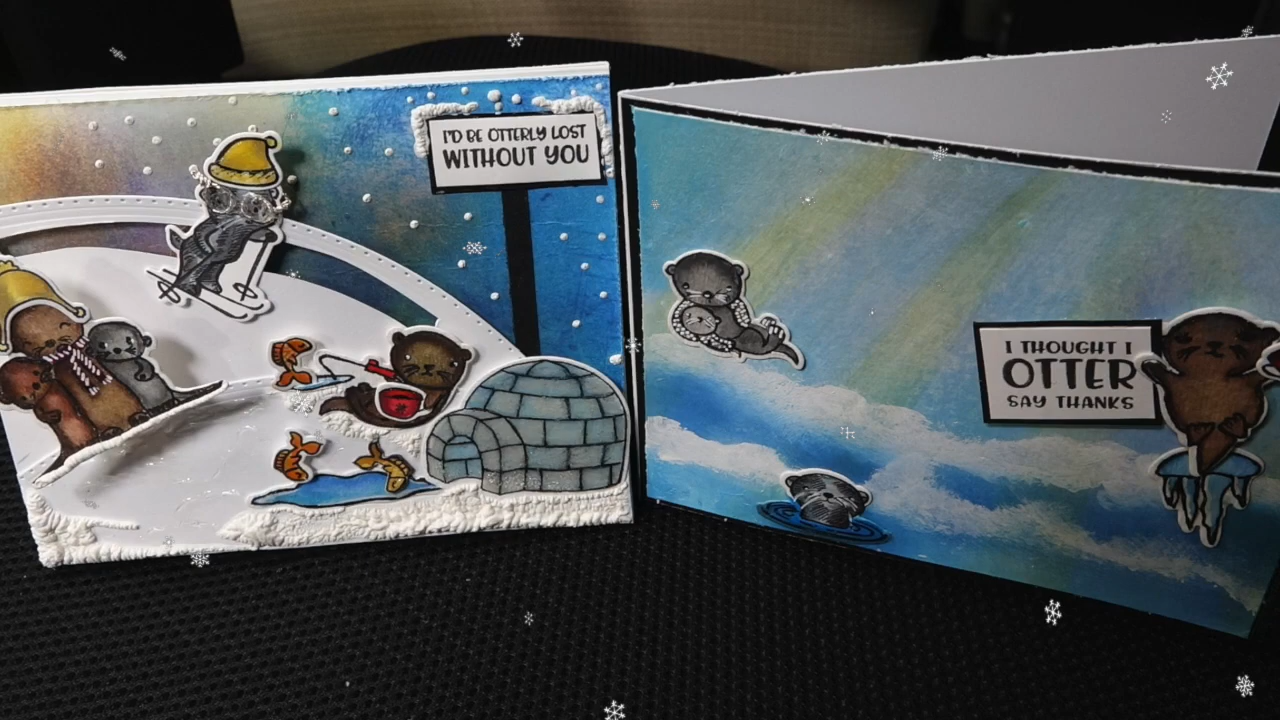 I'D BE OTTERLY LOST
WITHOUT YOU
I THOUGHT I
OTTER
SAY THANKS